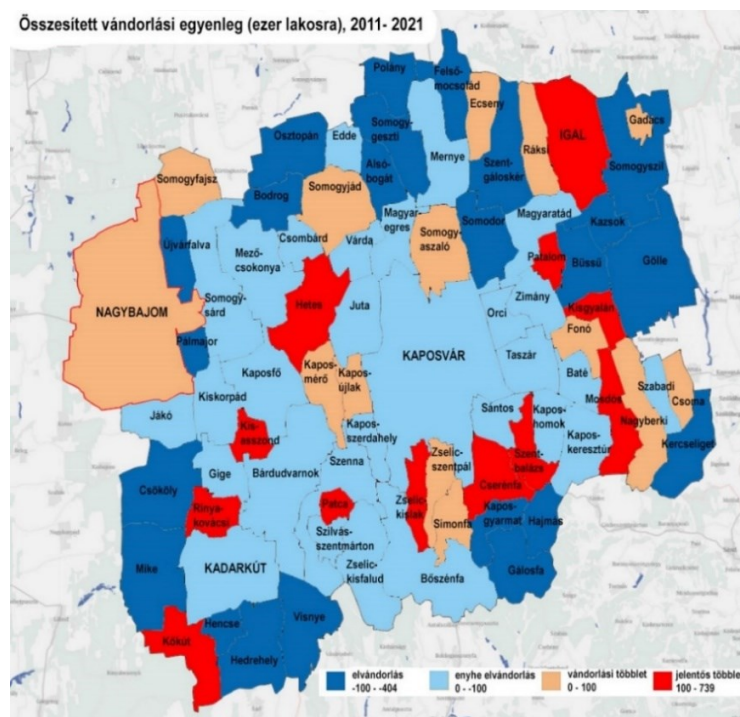 Összesített vándorlási egyenleg (ezer lakosra), 2011- 2021
Polány
Felső-
mocsolád
Ecseny
IGAL
Gadács
Osztopán
Edde
Somogy-
geszti
Alsó-
bogát
Mernye
Szent-
gáloskér
Ráksi
Somogyszil
Somogyfajsz
Bodrog
Somogyjád
Magyar-
egres
Somogy-
aszaló
Somodor
Magyaratád
Kazsok
Újvárfalva
Mező-
csokonya
Csombárd
Várda
Patalom
Büssü
Gölle
NAGYBAJOM
Somogy-
sárd
Hetes
Juta
Orci
Zimány
Kisgyalán
Fonó
Pálmajor
KAPOSVÁR
Taszár
Kaposfő
Kapos-
mérő
Kapos-
újlak
Baté
Szabadi
Kiskorpád
Mosdós
Csoma
Jákó
Sántos
Kapos-
homok
Nagyberki
Kis-
asszond
Kapos-
szerdahely
Kercseliget
Zselic-
szentpál
Szent-
balázs
Kapos-
keresztúr
Szenna
Gige
Bárdudvarnok
Cserénfa
Csököly
Rinya-
kovácsi
Patca
Zselic-
kislak
Simonfa
Kapos-
gyarmat
Hajmás
Szilvás-
szentmárton
Mike
KADARKÚT
Zselic-
kisfalud
Bőszénfa
Gálosfa
Visnye
Hencse
Kőkút
Hedrehely
elvándorlás
-100 - -404
enyhe elvándorlás
0 - -100
vándorlási többlet
0 - 100
jelentős többlet
100 - 739